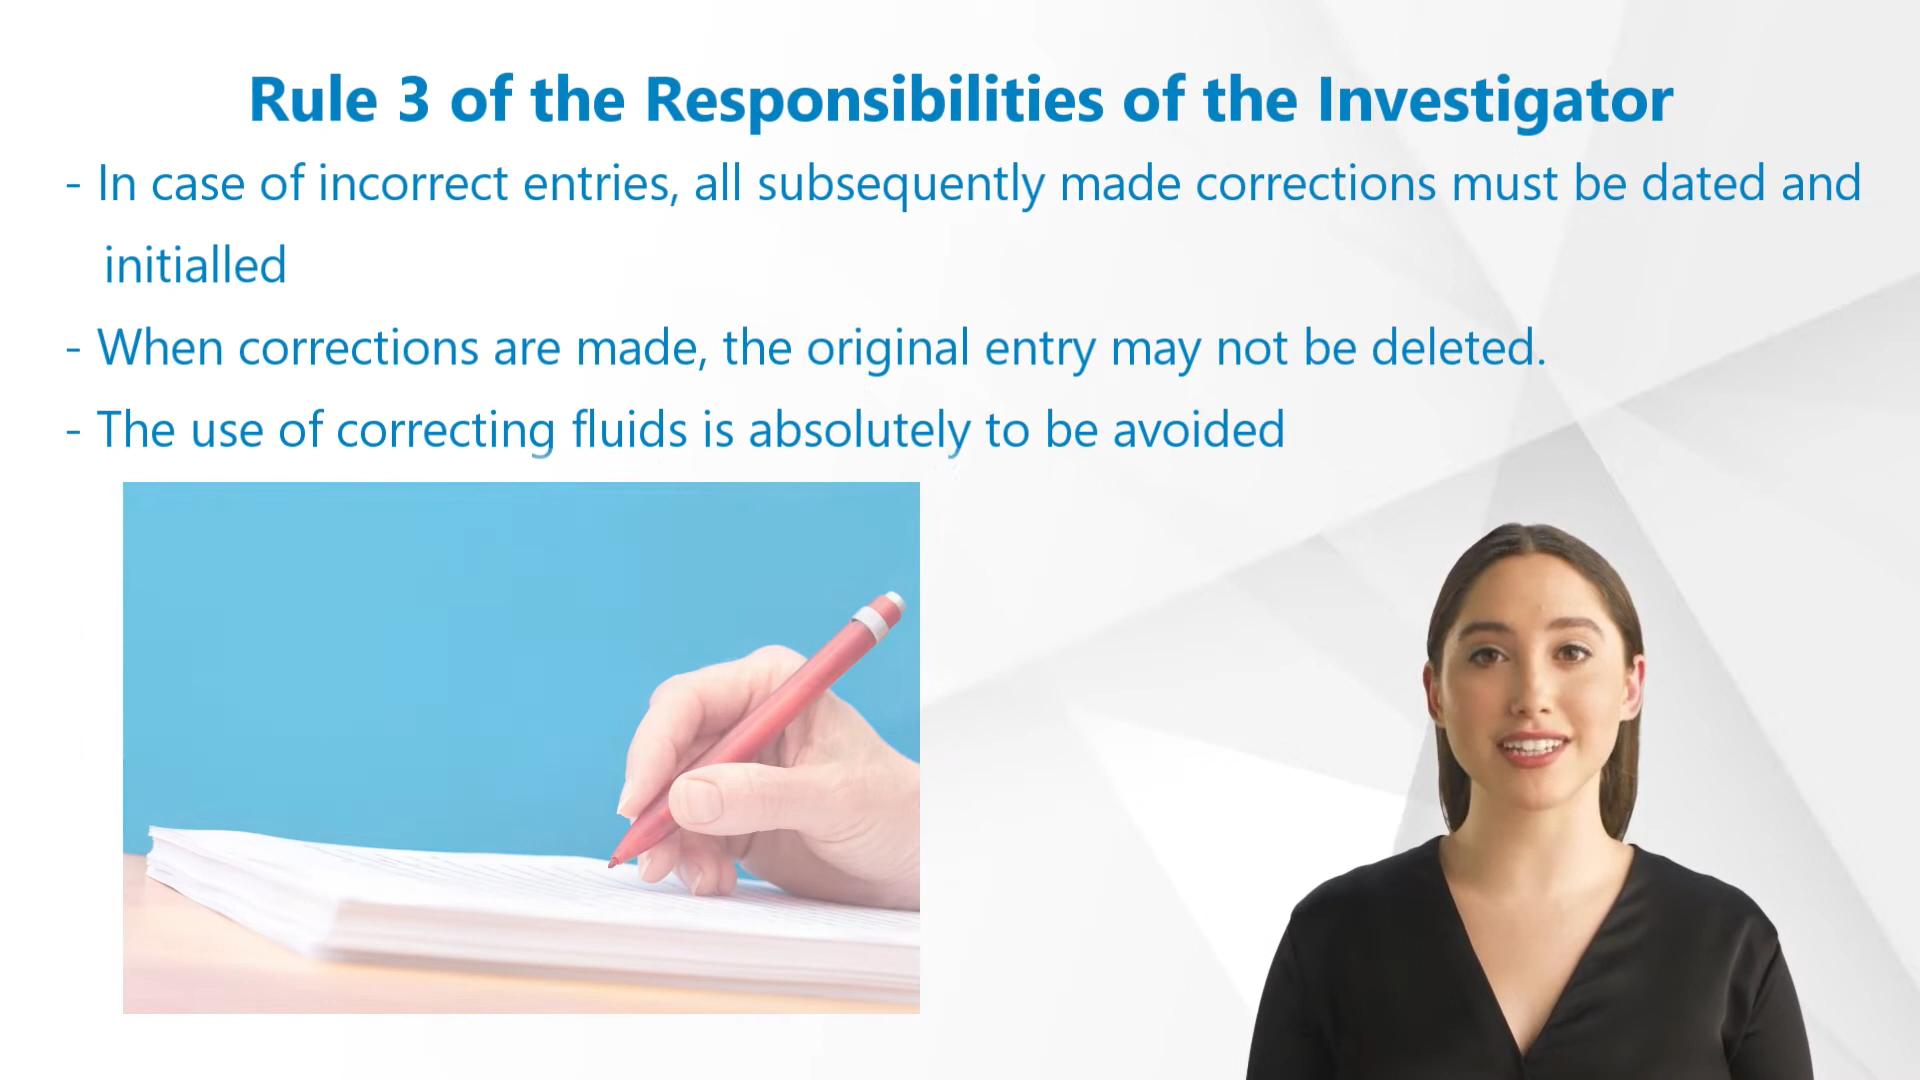 Rule 3 of the Responsibilities of the Investigator
- In case of incorrect entries, all subsequently made corrections must be dated and
initialled
- When corrections are made, the original entry may not be deleted.
- The use of correcting fluids is absolutely to be avoided